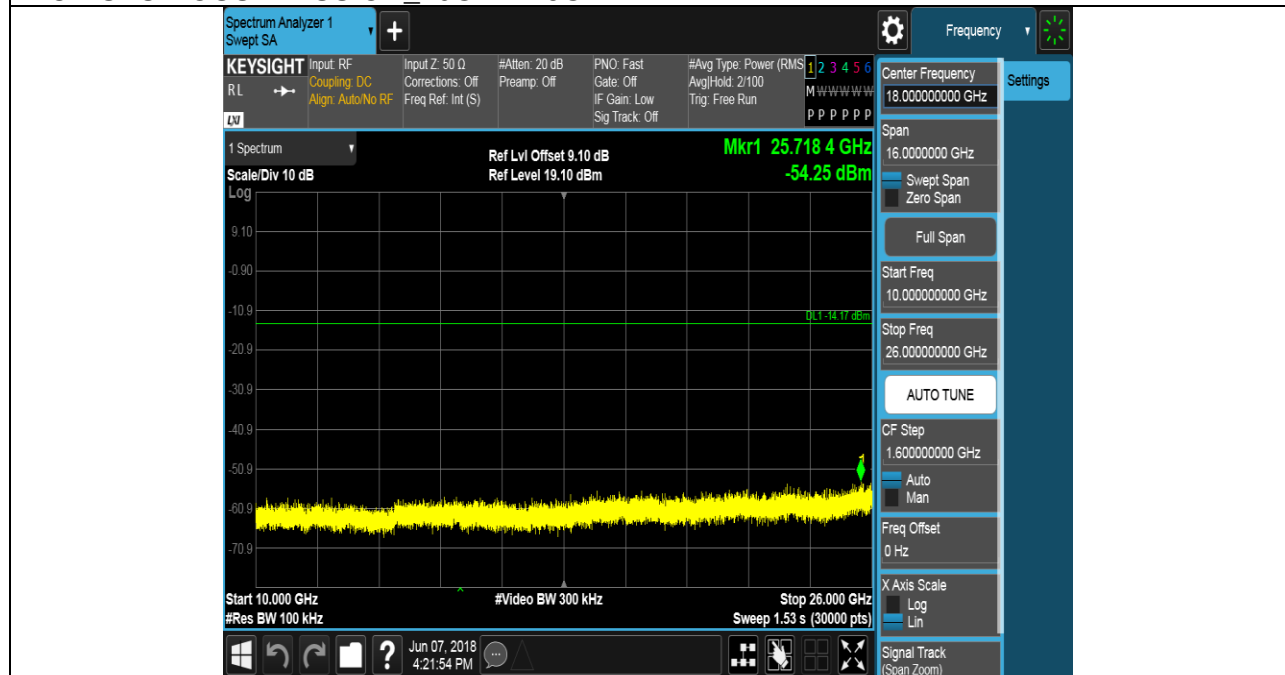 Spectrum Analyzer 1
Swept SA
+
Frequency
KEYSIGHT
RL
LXI
Input: RF
Coupling: DC
Align: Auto/No RF
Input Z: 50 Ω
Corrections: Off
Freq Ref: Int (S)
#Atten: 20 dB
Preamp: Off
PNO: Fast
Gate: Off
IF Gain: Low
Sig Track: Off
#Avg Type: Power (RMS
Avg|Hold: 2/100
Trig: Free Run
1 2 3 4 5 6
M W W W W W
P P P P P P
1 Spectrum
Scale/Div 10 dB
Ref Lvl Offset 9.10 dB
Ref Level 19.10 dBm
Mkr1 25.718 4 GHz
-54.25 dBm
Log
9.10
-0.90
-10.9
DL1 -14.17 dBm
-20.9
-30.9
-40.9
-50.9
1
-60.9
-70.9
Start 10.000 GHz
#Res BW 100 kHz
#Video BW 300 kHz
Stop 26.000 GHz
Sweep 1.53 s (30000 pts)
?
Jun 07, 2018
4:21:54 PM
Center Frequency
18.000000000 GHz
Settings
Span
16.0000000 GHz
Swept Span
Zero Span
Full Span
Start Freq
10.000000000 GHz
Stop Freq
26.000000000 GHz
AUTO TUNE
CF Step
1.600000000 GHz
Auto
Man
Freq Offset
0 Hz
X Axis Scale
Log
Lin
Signal Track
(Span Zoom)